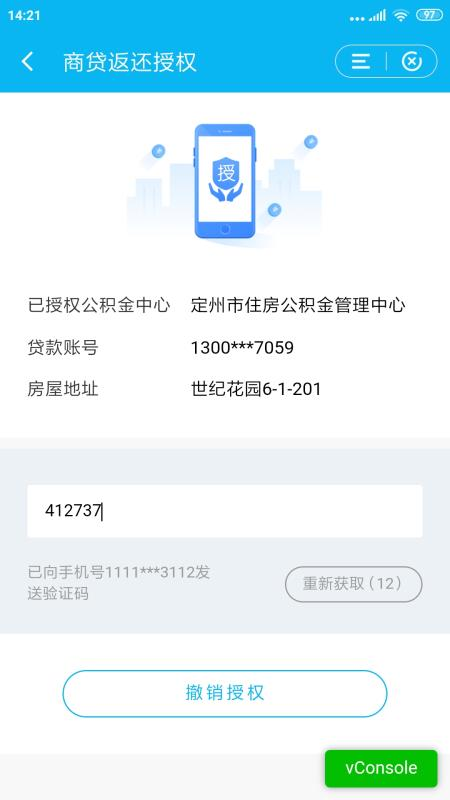 14:21
97
商贷返还授权
授
已授权公积金中心 定州市住房公积金管理中心
贷款账号 1300***7059
房屋地址 世纪花园6-1-201
412737
已向手机号1111***3112发
送验证码
重新获取（12）
撤销授权
vConsole